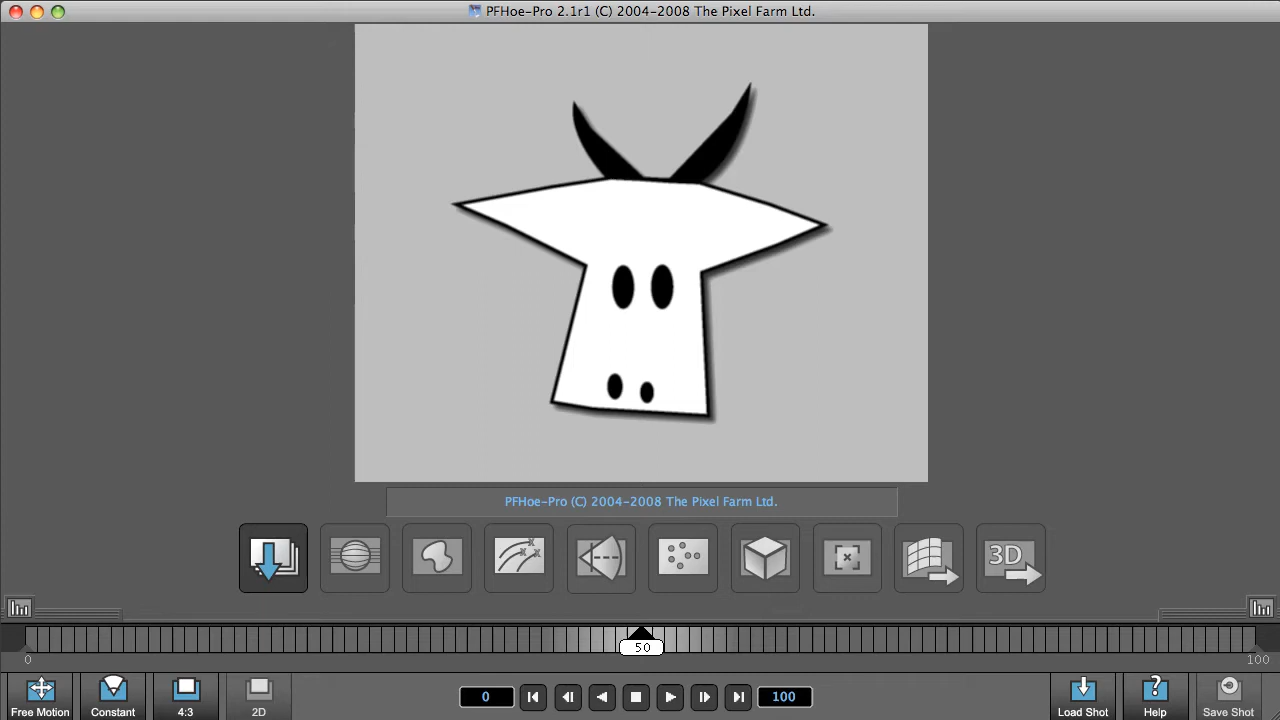 PFHoe-Pro 2.1r1 (C) 2004-2008 The Pixel Farm Ltd.
PFHoe-Pro (C) 2004-2008 The Pixel Farm Ltd.
3D
50
0
100
Free Motion
Constant
4:3
2D
0
100
Load Shot
?
Help
Save Shot